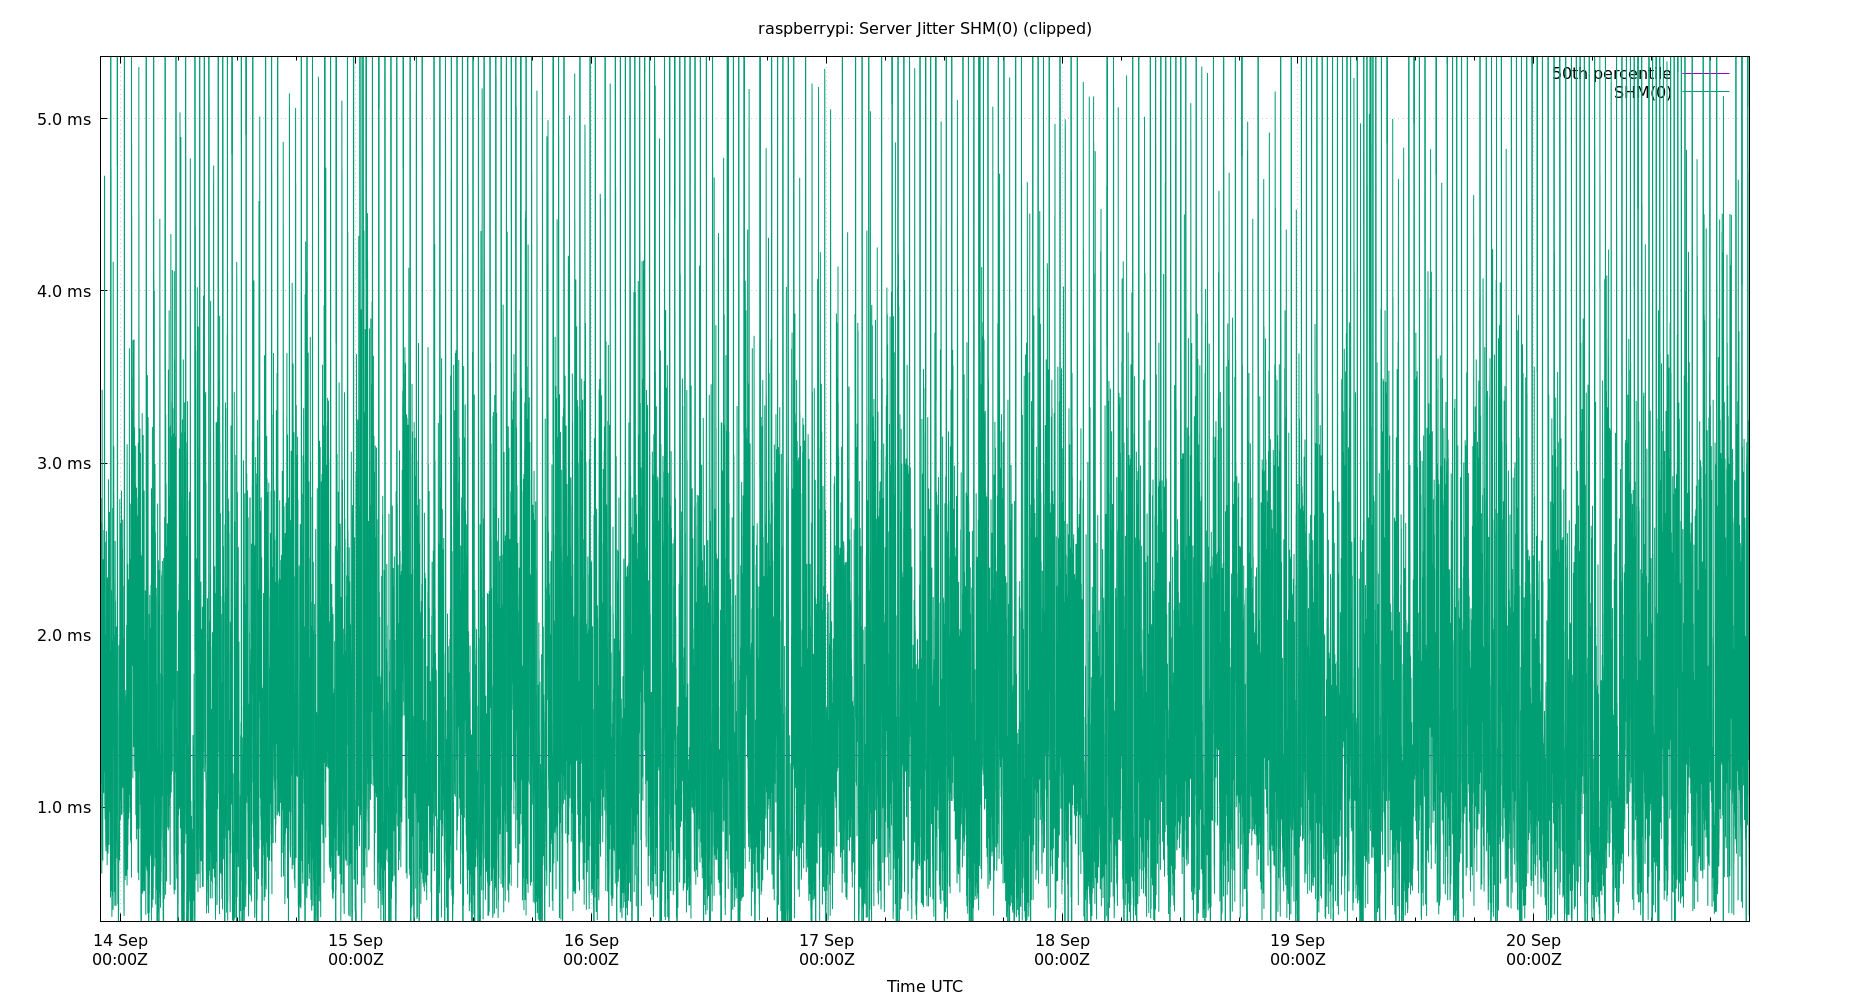 raspberrypi: Server Jitter SHM(0) (clipped)
50th percentile
SHM(0)
5.0 ms
4.0 ms
3.0 ms
2.0 ms
1.0 ms
14 Sep 15 Sep 16 Sep 17 Sep 18 Sep 19 Sep 20 Sep
00:00Z 00:00Z 00:00Z 00:00Z 00:00Z 00:00Z 00:00Z
Time UTC